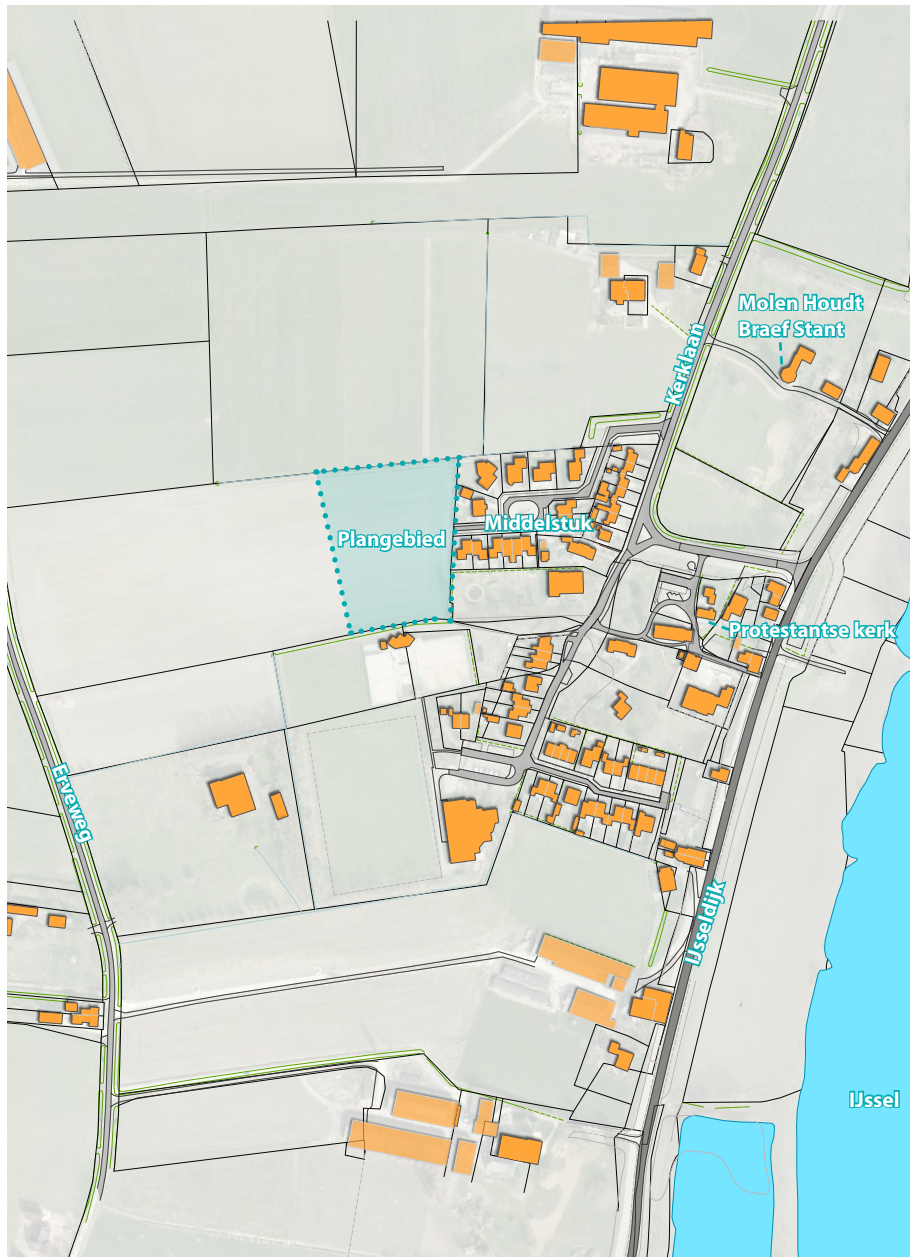 Molen Houdt
Braef Stant
Kerklaan
Middelstuk
Plangebied
Protestantse kerk
Erveweg
IJsseldijk
IJssel